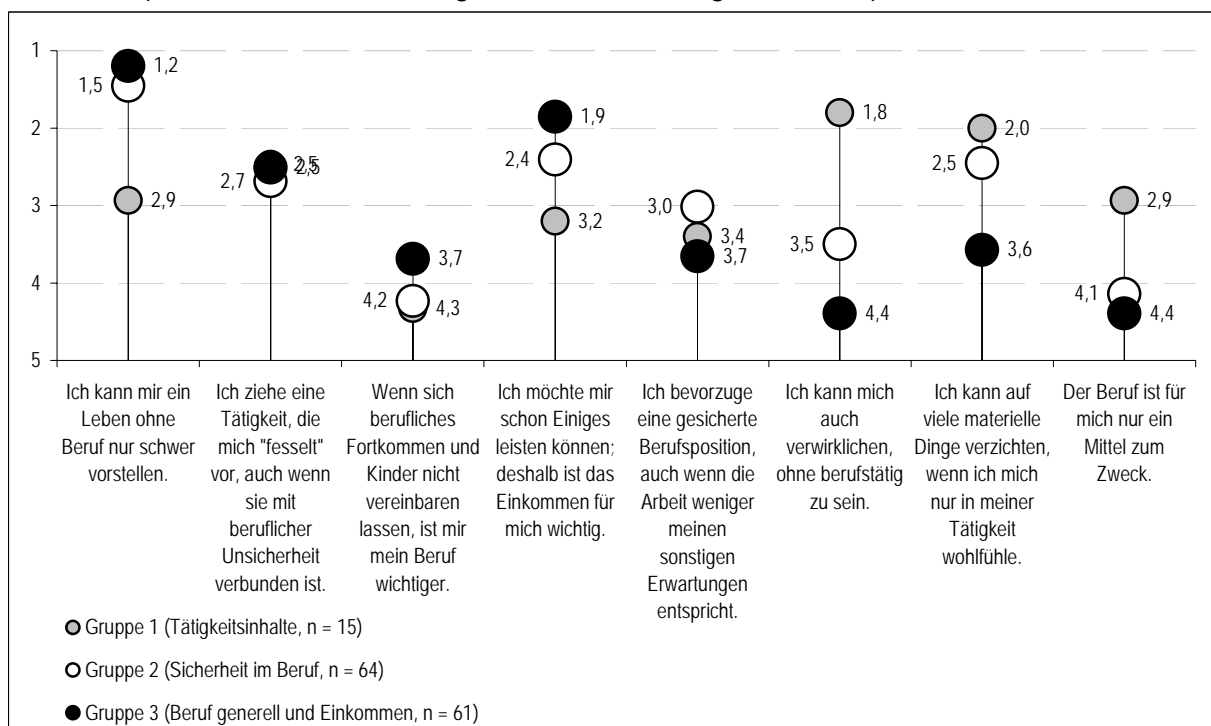 1
2
3
4
5
1,2
1,5
2,9
2,5
2,5
2,7
3,7
4,2
4,3
1,9
2,4
3,2
3,0
3,4
3,7
1,8
3,5
4,4
2,0
2,5
3,6
2,9
4,1
4,4
Ich kann mir ein
Leben ohne
Beruf nur schwer
vorstellen.
Ich ziehe eine
Tätigkeit, die
mich "fesselt"
vor, auch wenn
sie mit
beruflicher
Unsicherheit
verbunden ist.
Wenn sich
berufliches
Fortkommen und
Kinder nicht
vereinbaren
lassen, ist mir
mein Beruf
wichtiger.
Ich möchte mir
schon Einiges
leisten können;
deshalb ist das
Einkommen für
mich wichtig.
Ich bevorzuge
eine gesicherte
Berufsposition,
auch wenn die
Arbeit weniger
meinen
sonstigen
Erwartungen
entspricht.
Ich kann mich
auch
verwirklichen,
ohne berufstätig
zu sein.
Ich kann auf
viele materielle
Dinge verzichten,
wenn ich mich
nur in meiner
Tätigkeit
wohlfühle.
Der Beruf ist für
mich nur ein
Mittel zum
Zweck.
Gruppe 1 (Tätigkeitsinhalte, n = 15)
Gruppe 2 (Sicherheit im Beruf, n = 64)
Gruppe 3 (Beruf generell und Einkommen, n = 61)